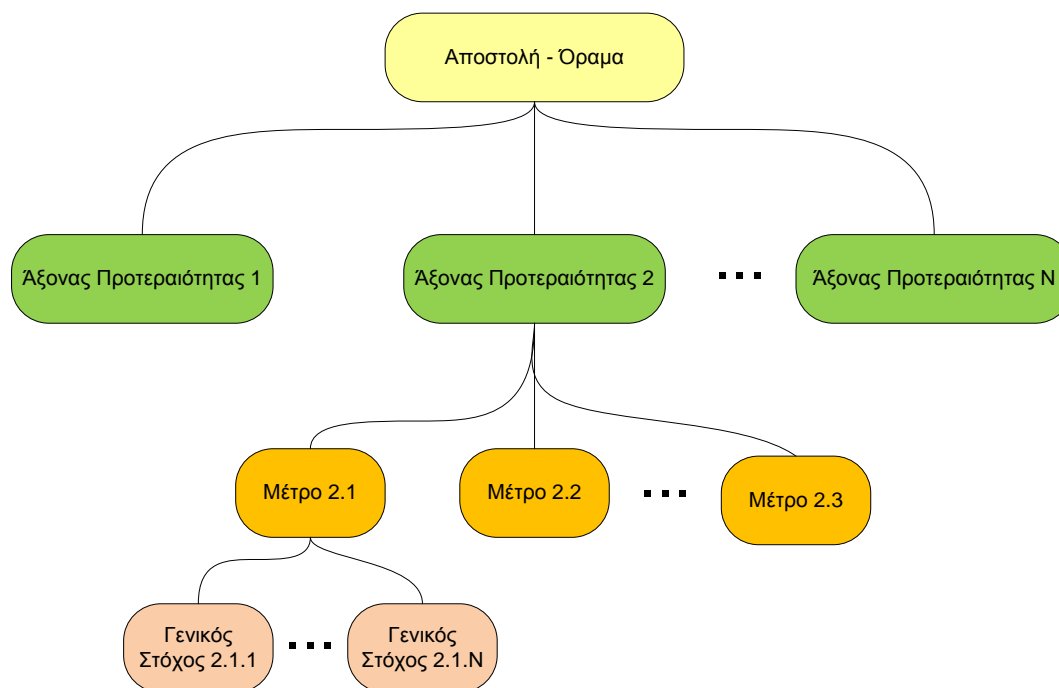 Αποστολή - Όραμα
Άξονας Προτεραιότητας 1
Άξονας Προτεραιότητας 2
Άξονας Προτεραιότητας Ν
Μέτρο 2.1
Μέτρο 2.2
Μέτρο 2.3
Γενικός
Στόχος 2.1.1
Γενικός
Στόχος 2.1.Ν